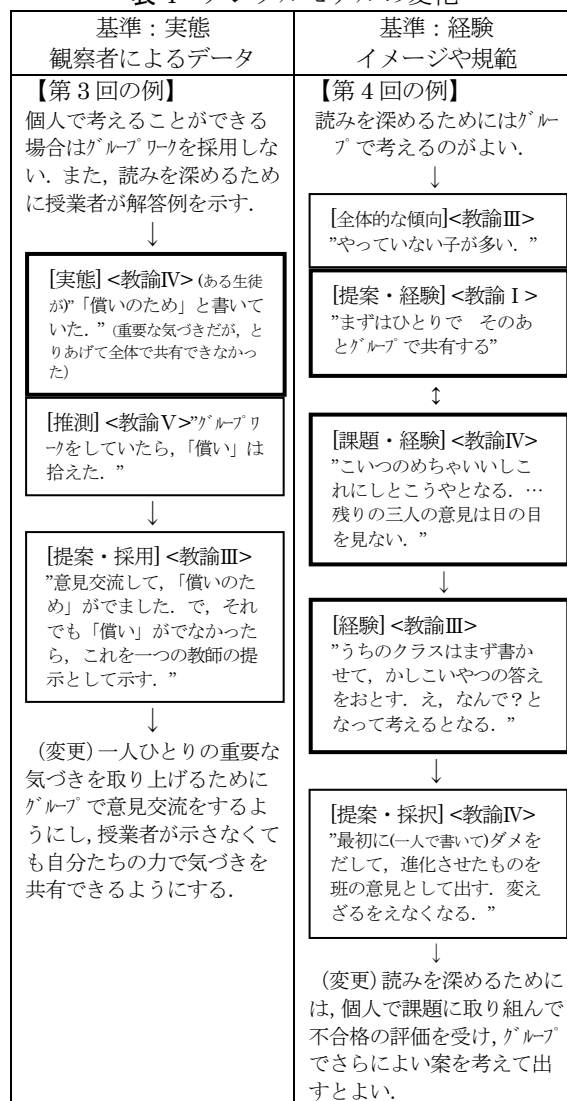 基準：実態
観察者によるデータ
【第３回の例】
個人で考えることができる
場合はｸﾞﾙｰﾌﾟﾜｰｸを採用しな
い．また，読みを深めるため
に授業者が解答例を示す．
↓
[実態]<教諭Ⅳ> (ある生徒
が)”「償いのため」と書いて
いた．”(重要な気づきだが，と
りあげて全体で共有できなかっ
た)
[推測]<教諭Ⅴ>”ｸﾞﾙｰﾌﾟﾜ
ｰｸをしていたら，「償い」は
拾えた．”
↓
[提案・採用]<教諭Ⅲ>
”意見交流して，「償いのた
め」がでました．で，それ
でも「償い」がでなかった
ら，これを一つの教師の提
示として示す．”
↓
（変更）一人ひとりの重要な
気づきを取り上げるために
ｸﾞﾙｰﾌﾟで意見交流をするよ
うにし，授業者が示さなくて
も自分たちの力で気づきを
共有できるようにする．
基準：経験
イメージや規範
【第４回の例】
読みを深めるためにはｸﾞﾙｰ
ﾌﾟで考えるのがよい．
↓
[全体的な傾向]<教諭Ⅲ>
”やっていない子が多い．”
[提案・経験]<教諭Ⅰ>
”まずはひとりで　そのあ
とｸﾞﾙｰﾌﾟで共有する”
↕
[課題・経験]<教諭Ⅳ>
”こいつのめちゃいいしこ
れにしとこうやとなる．…
残りの三人の意見は日の目
を見ない．”
↓
[経験]<教諭Ⅲ>
”うちのクラスはまず書か
せて，かしこいやつの答え
をおとす．え，なんで？と
なって考えるとなる．”
↓
[提案・採択]<教諭Ⅳ>
”最初に(一人で書いて)ダメを
だして，進化させたものを
班の意見として出す．変え
ざるをえなくなる．”
↓
（変更）読みを深めるために
は，個人で課題に取り組んで
不合格の評価を受け，ｸﾞﾙｰﾌﾟ
でさらによい案を考えて出
すとよい．